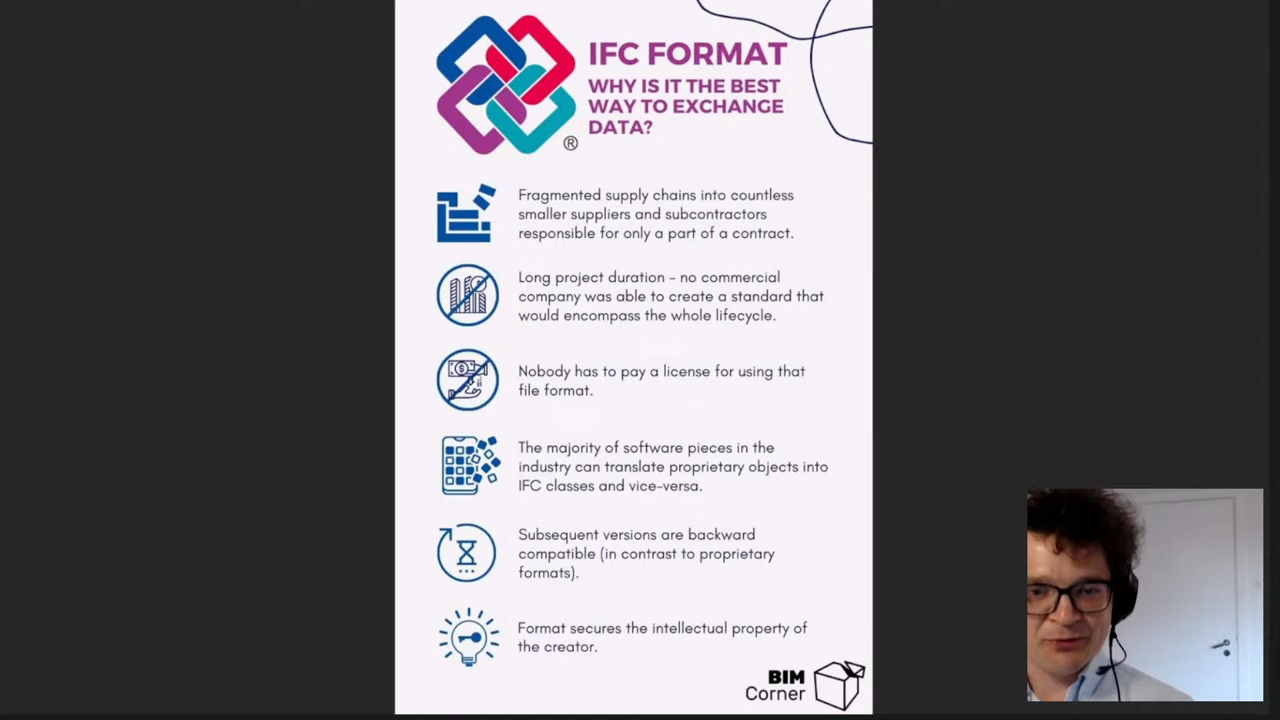 IFC FORMAT
WHY IS IT THE BEST
WAY TO EXCHANGE
DATA?
®
Fragmented supply chains into countless
smaller suppliers and subcontractors
responsible for only a part of a contract.
Long project duration - no commercial
company was able to create a standard that
would encompass the whole lifecycle.
Nobody has to pay a license for using that
file format.
The majority of software pieces in the
industry can translate proprietary objects into
IFC classes and vice-versa.
Subsequent versions are backward
compatible (in contrast to proprietary
formats).
Format secures the intellectual property of
the creator.
BIM
Corner